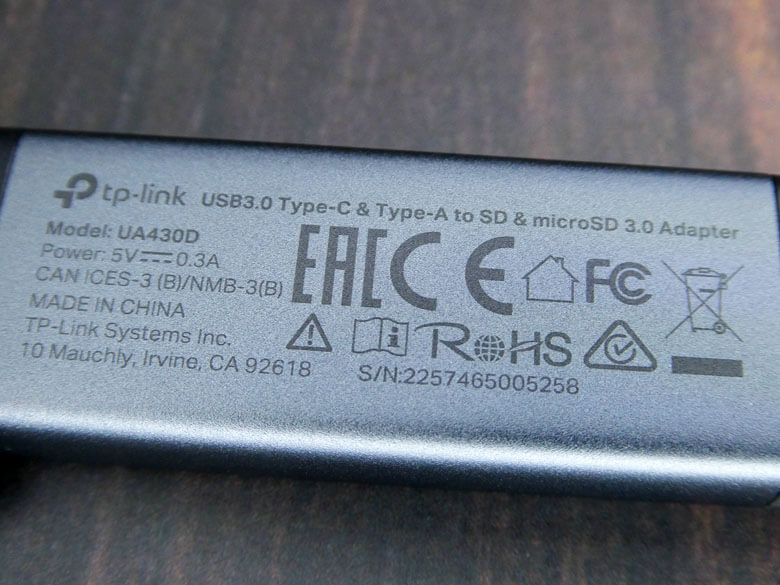 tp-link USB3.0 Type-C & Type-A to SD & microSD 3.0 Adapter
Model: UA430D
Power: 5V⎓0.3A
CAN ICES-3 (B)/NMB-3(B)
MADE IN CHINA
TP-Link Systems Inc.
10 Mauchly, Irvine, CA 92618
EAC CE FC
i RoHS
S/N:2257465005258